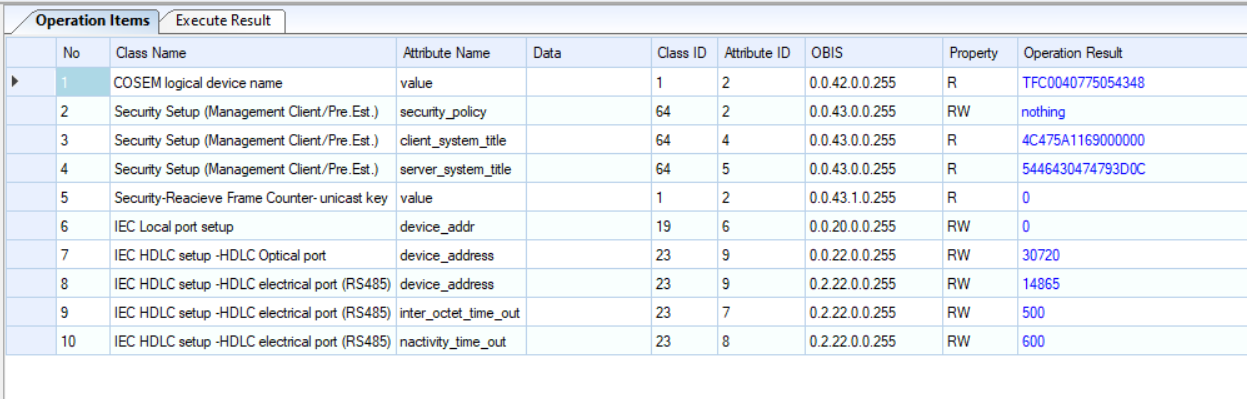 Operation Items Execute Result
No Class Name Attribute Name Data Class ID Attribute ID OBIS Property Operation Result
1 COSEM logical device name value 1 2 0.0.42.0.0.255 R TFC0040775054348
2 Security Setup (Management Client/Pre.Est.) security_policy 64 2 0.0.43.0.0.255 RW nothing
3 Security Setup (Management Client/Pre.Est.) client_system_title 64 4 0.0.43.0.0.255 R 4C475A1169000000
4 Security Setup (Management Client/Pre.Est.) server_system_title 64 5 0.0.43.0.0.255 R 5446430474793D0C
5 Security-Reacieve Frame Counter- unicast key value 1 2 0.0.43.1.0.255 R 0
6 IEC Local port setup device_addr 19 6 0.0.20.0.0.255 RW 0
7 IEC HDLC setup -HDLC Optical port device_address 23 9 0.0.22.0.0.255 RW 30720
8 IEC HDLC setup -HDLC electrical port (RS485) device_address 23 9 0.2.22.0.0.255 RW 14865
9 IEC HDLC setup -HDLC electrical port (RS485) inter_octet_time_out 23 7 0.2.22.0.0.255 RW 500
10 IEC HDLC setup -HDLC electrical port (RS485) nactivity_time_out 23 8 0.2.22.0.0.255 RW 600